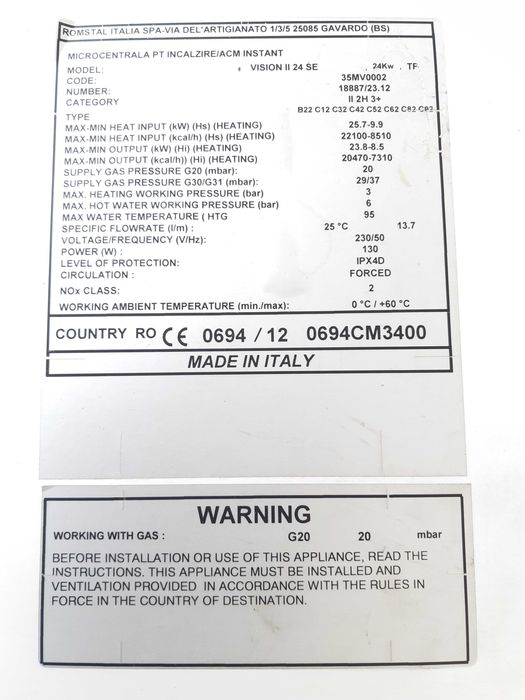 ROMSTAL ITALIA SPA-VIA DEL'ARTIGIANATO 1/3/5 25085 GAVARDO (BS)
MICROCENTRALA PT INCALZIRE/ACM INSTANT
MODEL: VISION II 24 SE 24Kw . TF
CODE: 35MV0002
NUMBER: 18887/23.12
CATEGORY II 2H 3+
TYPE B22 C12 C32 C42 C52 C62 C82 C92
MAX-MIN HEAT INPUT (kW) (Hs) (HEATING) 25.7-9.9
MAX-MIN HEAT INPUT (kcal/h) (Hs) (HEATING) 22100-8510
MAX-MIN OUTPUT (kW) (Hi) (HEATING) 23.8-8.5
MAX-MIN OUTPUT (kcal/h)) (Hi) (HEATING) 20470-7310
SUPPLY GAS PRESSURE G20 (mbar): 20
SUPPLY GAS PRESSURE G30/G31 (mbar): 29/37
MAX. HEATING WORKING PRESSURE (bar) 3
MAX. HOT WATER WORKING PRESSURE (bar) 6
MAX WATER TEMPERATURE ( HTG 95
SPECIFIC FLOWRATE (l/m) : 25 °C 13.7
VOLTAGE/FREQUENCY (V/Hz): 230/50
POWER (W) : 130
LEVEL OF PROTECTION: IPX4D
CIRCULATION : FORCED
NOx CLASS: 2
WORKING AMBIENT TEMPERATURE (min./max): 0 °C / +60 °C
COUNTRY RO CE 0694 / 12 0694CM3400
MADE IN ITALY
WARNING
WORKING WITH GAS : G20 20 mbar
BEFORE INSTALLATION OR USE OF THIS APPLIANCE, READ THE
INSTRUCTIONS. THIS APPLIANCE MUST BE INSTALLED AND
VENTILATION PROVIDED IN ACCORDANCE WITH THE RULES IN
FORCE IN THE COUNTRY OF DESTINATION.